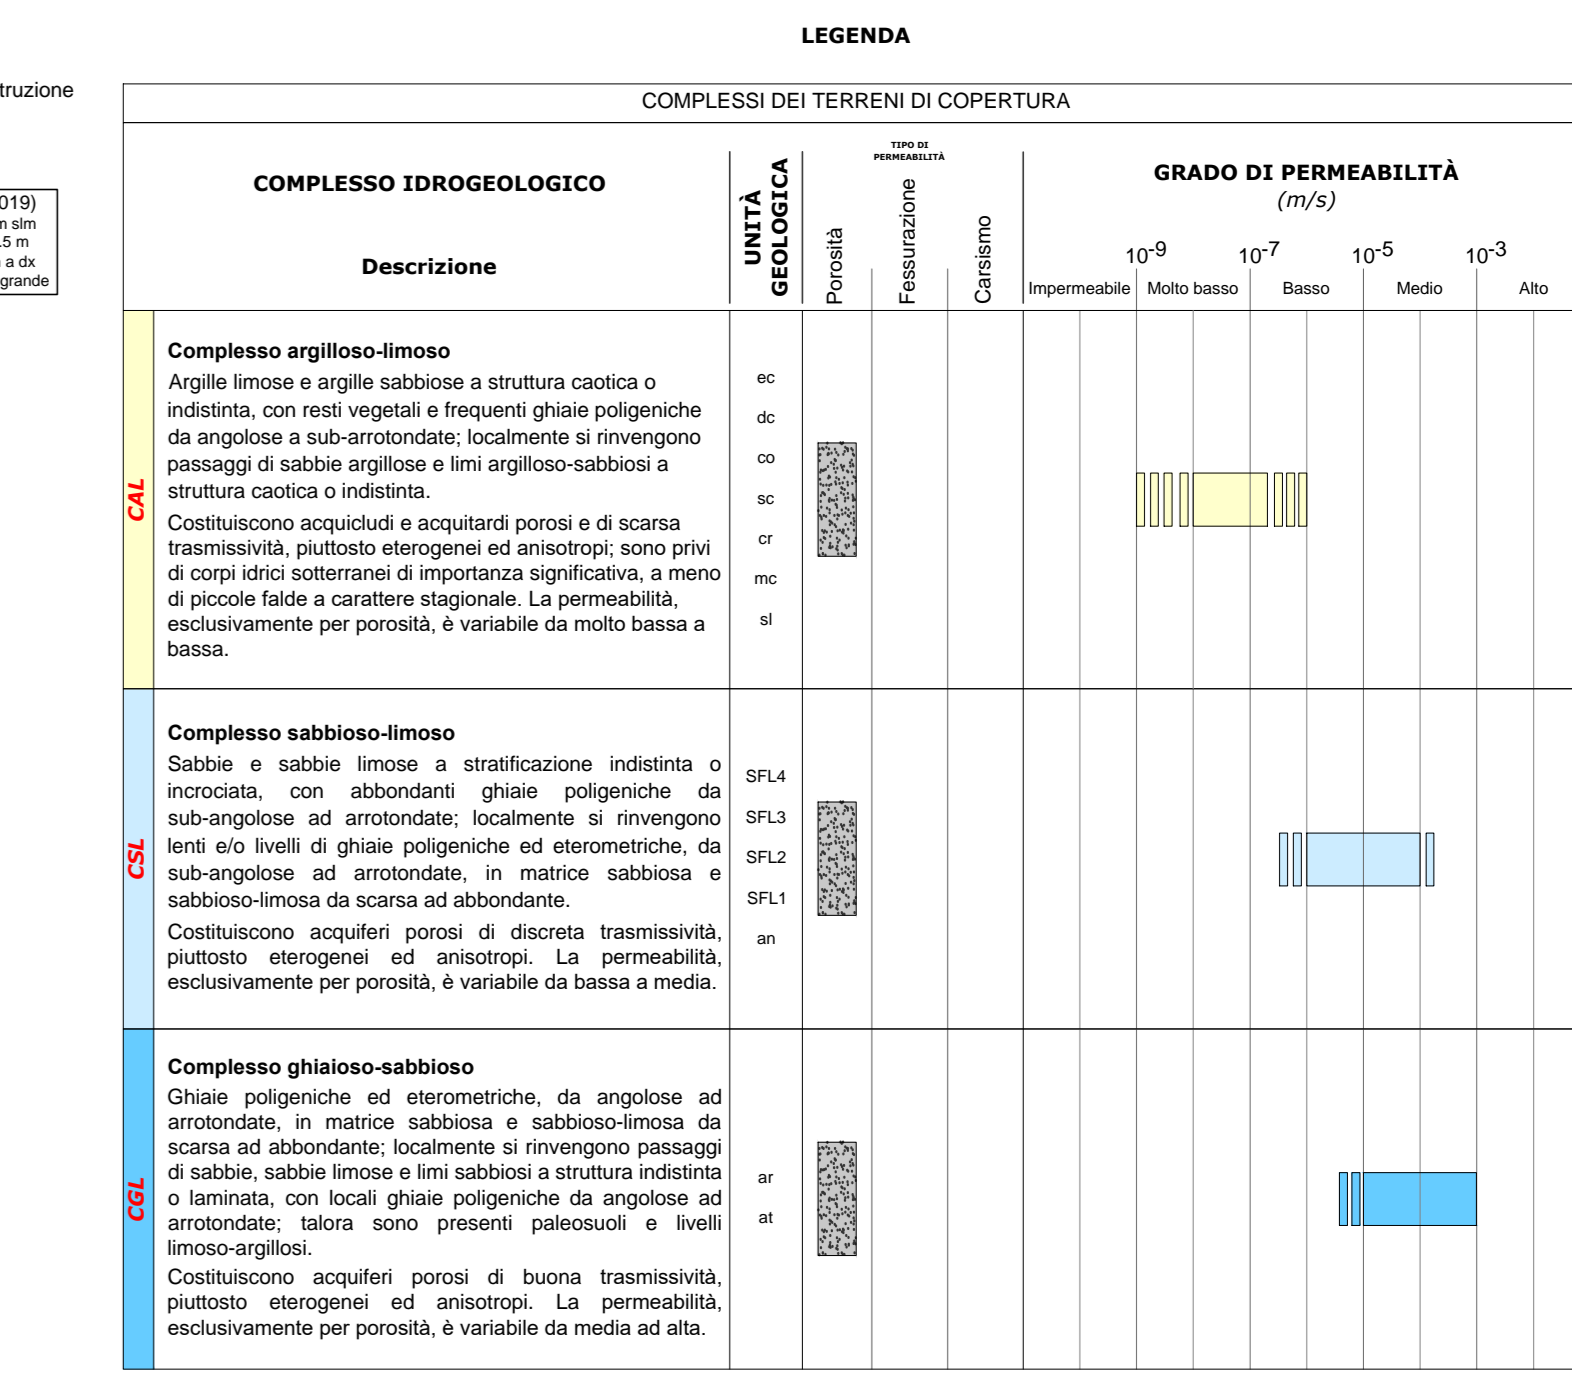 LEGENDA
truzione
019)
m slm
.5 m
a dx
grande
COMPLESSI DEI TERRENI DI COPERTURA
COMPLESSO IDROGEOLOGICO
Descrizione
UNITÀ
GEOLOGICA
TIPO DI
PERMEABILITÀ
Porosità
Fessurazione
Carsismo
GRADO DI PERMEABILITÀ
(m/s)
10-9 10-7 10-5 10-3
Impermeabile Molto basso Basso Medio Alto
CAL
Complesso argilloso-limoso
Argille limose e argille sabbiose a struttura caotica o
indistinta, con resti vegetali e frequenti ghiaie poligeniche
da angolose a sub-arrotondate; localmente si rinvengono
passaggi di sabbie argillose e limi argilloso-sabbiosi a
struttura caotica o indistinta.
Costituiscono acquicludi e acquitardi porosi e di scarsa
trasmissività, piuttosto eterogenei ed anisotropi; sono privi
di corpi idrici sotterranei di importanza significativa, a meno
di piccole falde a carattere stagionale. La permeabilità,
esclusivamente per porosità, è variabile da molto bassa a
bassa.
ec
dc
co
sc
cr
mc
sl
CSL
Complesso sabbioso-limoso
Sabbie e sabbie limose a stratificazione indistinta o
incrociata, con abbondanti ghiaie poligeniche da
sub-angolose ad arrotondate; localmente si rinvengono
lenti e/o livelli di ghiaie poligeniche ed eterometriche, da
sub-angolose ad arrotondate, in matrice sabbiosa e
sabbioso-limosa da scarsa ad abbondante.
Costituiscono acquiferi porosi di discreta trasmissività,
piuttosto eterogenei ed anisotropi. La permeabilità,
esclusivamente per porosità, è variabile da bassa a media.
SFL4
SFL3
SFL2
SFL1
an
CGL
Complesso ghiaioso-sabbioso
Ghiaie poligeniche ed eterometriche, da angolose ad
arrotondate, in matrice sabbiosa e sabbioso-limosa da
scarsa ad abbondante; localmente si rinvengono passaggi
di sabbie, sabbie limose e limi sabbiosi a struttura indistinta
o laminata, con locali ghiaie poligeniche da angolose ad
arrotondate; talora sono presenti paleosuoli e livelli
limoso-argillosi.
Costituiscono acquiferi porosi di buona trasmissività,
piuttosto eterogenei ed anisotropi. La permeabilità,
esclusivamente per porosità, è variabile da media ad alta.
ar
at